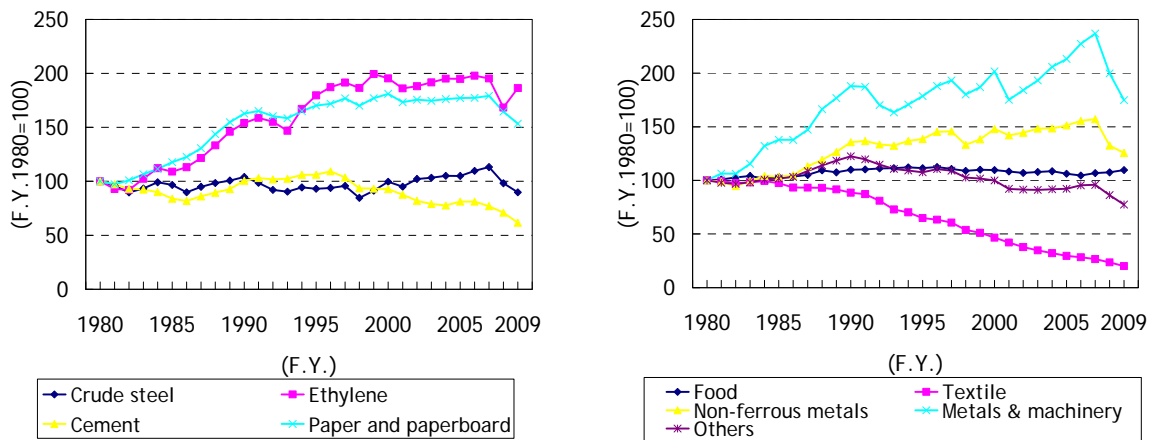 250
200
150
100
50
0
(F.Y.1980=100)
1980 1985 1990 1995 2000 2005 2009
(F.Y.)
Crude steel Ethylene
Cement Paper and paperboard
250
200
150
100
50
0
(F.Y.1980=100)
1980 1985 1990 1995 2000 2005 2009
(F.Y.)
Food Textile
Non-ferrous metals Metals & machinery
Others